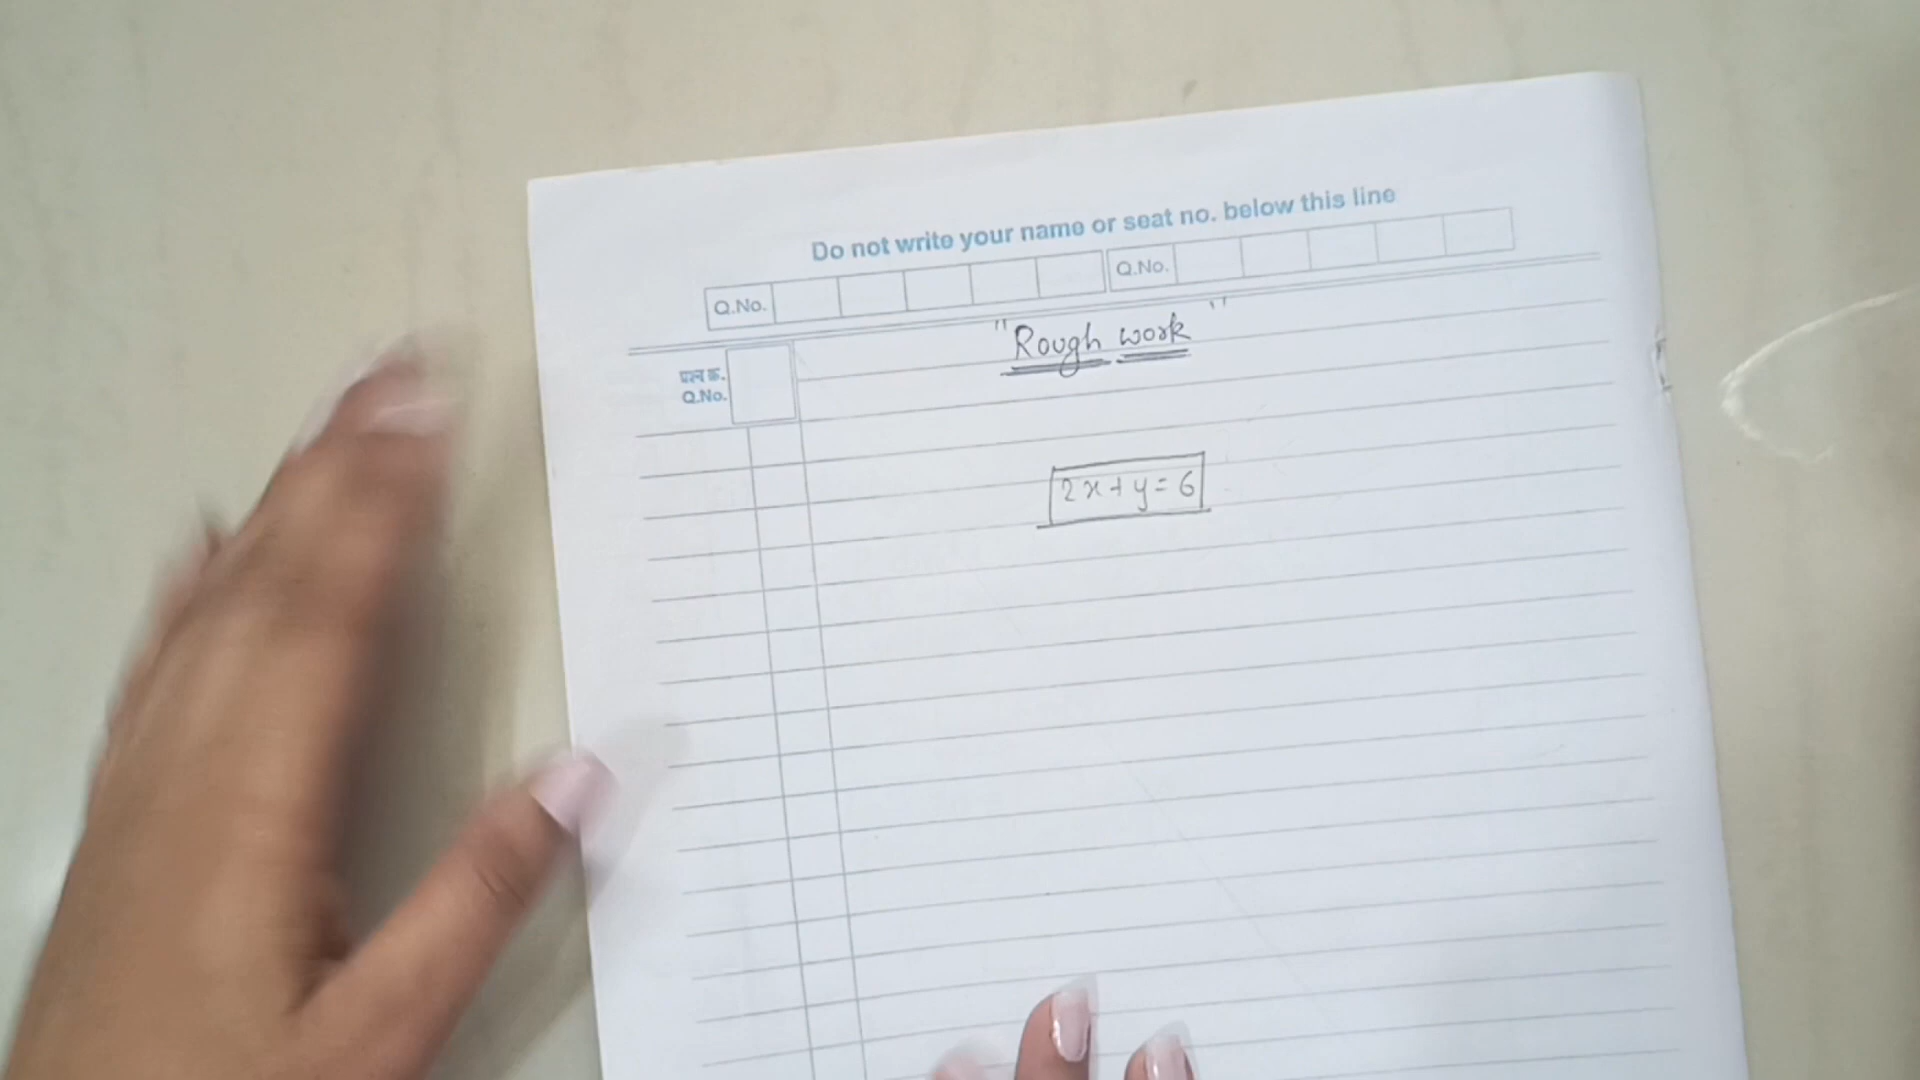 Do not write your name or seat no. below this line
Q.No. Q.No.
"Rough work"
प्रश्न क्र.
Q.No.
2x+y=6